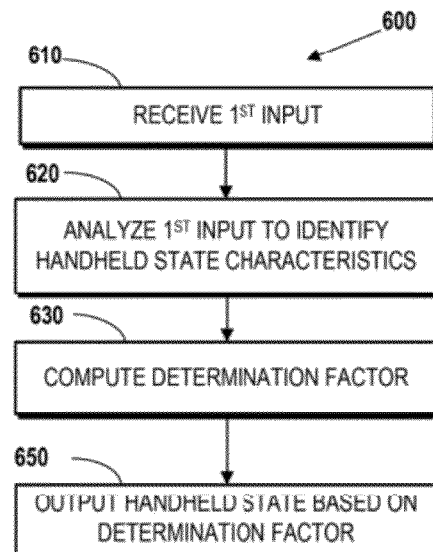 600
610
RECEIVE 1ST INPUT
620
ANALYZE 1ST INPUT TO IDENTIFY
HANDHELD STATE CHARACTERISTICS
630
COMPUTE DETERMINATION FACTOR
650
OUTPUT HANDHELD STATE BASED ON
DETERMINATION FACTOR